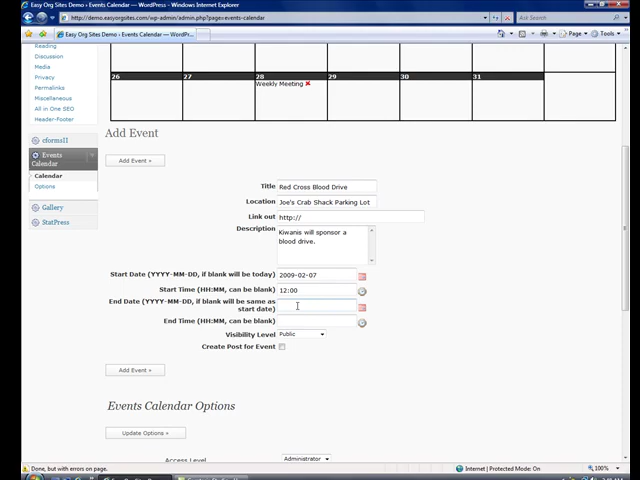 Easy Org Sites Demo › Events Calendar — WordPress - Windows Internet Explorer
http://demo.easyorgsites.com/wp-admin/admin.php?page=events-calendar
Easy Org Sites Demo › Events Calendar — WordPr...
Page
Tools
Reading
Discussion
Media
Privacy
Permalinks
Miscellaneous
All in One SEO
Header-Footer
cformsII
Events Calendar
Calendar
Options
Gallery
StatPress
26 27 28 29 30 31
Weekly Meeting
Add Event
Add Event »
Title Red Cross Blood Drive
Location Joe's Crab Shack Parking Lot
Link out http://
Description Kiwanis will sponsor a
blood drive.
Start Date (YYYY-MM-DD, if blank will be today) 2009-02-07
Start Time (HH:MM, can be blank) 12:00
End Date (YYYY-MM-DD, if blank will be same as
start date)
End Time (HH:MM, can be blank)
Visibility Level Public
Create Post for Event
Add Event »
Events Calendar Options
Update Options »
Access Level Administrator
Done, but with errors on page.
Internet | Protected Mode: On
100%